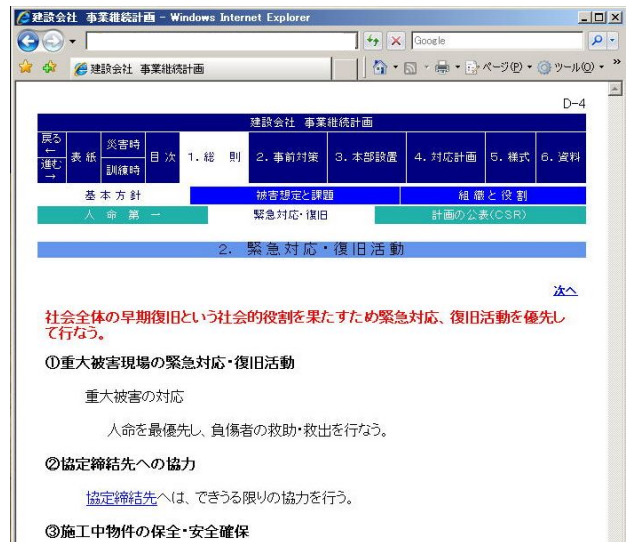 建設会社 事業継続計画 - Windows Internet Explorer
Google
建設会社 事業継続計画
ページ(P) ツール(O) »
D-4
建設会社 事業継続計画
戻る ← 進む → 表紙 災害時 訓練時 目次 1.総 則 2.事前対策 3.本部設置 4.対応計画 5.様式 6.資料
基本方針 被害想定と課題 組織と役割
人命第一 緊急対応・復旧 計画の公表(CSR)
2. 緊急対応・復旧活動
次へ
社会全体の早期復旧という社会的役割を果たすため緊急対応、復旧活動を優先し
て行なう。
①重大被害現場の緊急対応・復旧活動
重大被害の対応
人命を最優先し、負傷者の救助・救出を行なう。
②協定締結先への協力
協定締結先へは、できうる限りの協力を行う。
③施工中物件の保全・安全確保